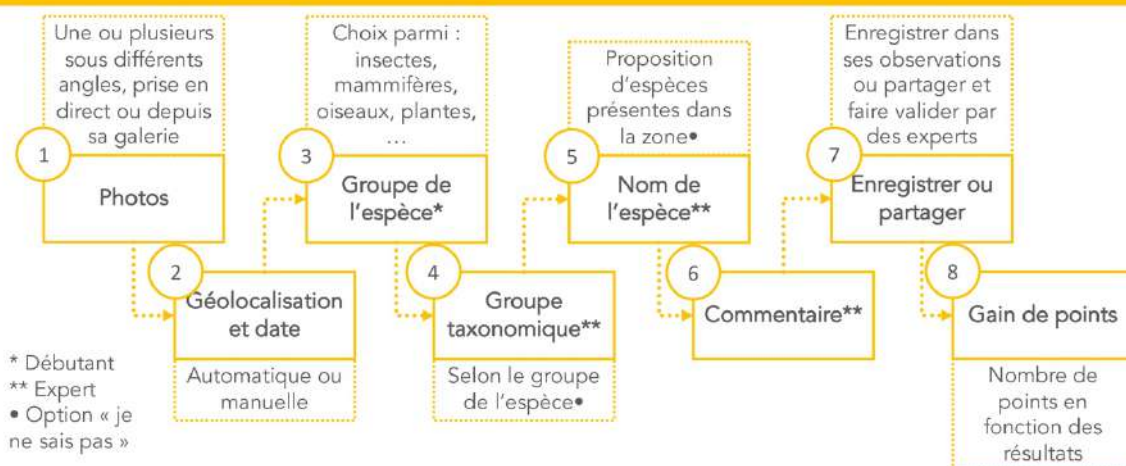 Une ou plusieurs
sous différents
angles, prise en
direct ou depuis
sa galerie
1
Photos
2
Géolocalisation
et date
Automatique ou
manuelle
Choix parmi :
insectes,
mammifères,
oiseaux, plantes,
...
3
Groupe de
l'espèce*
4
Groupe
taxonomique**
Selon le groupe
de l'espèce•
Proposition
d'espèces
présentes dans
la zone•
5
Nom de
l'espèce**
6
Commentaire**
Enregistrer dans
ses observations
ou partager et
faire valider par
des experts
7
Enregistrer ou
partager
8
Gain de points
Nombre de
points en
fonction des
résultats
* Débutant
** Expert
• Option « je
ne sais pas »